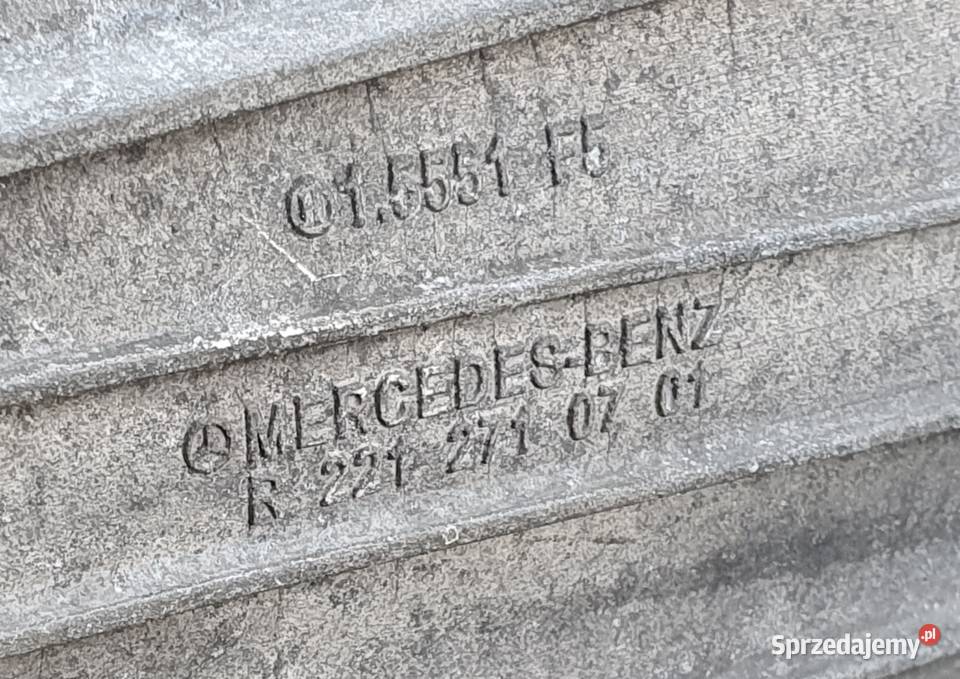 1.5551 F5
MERCEDES-BENZ
R 221 271 07 01
Sprzedajemy.pl